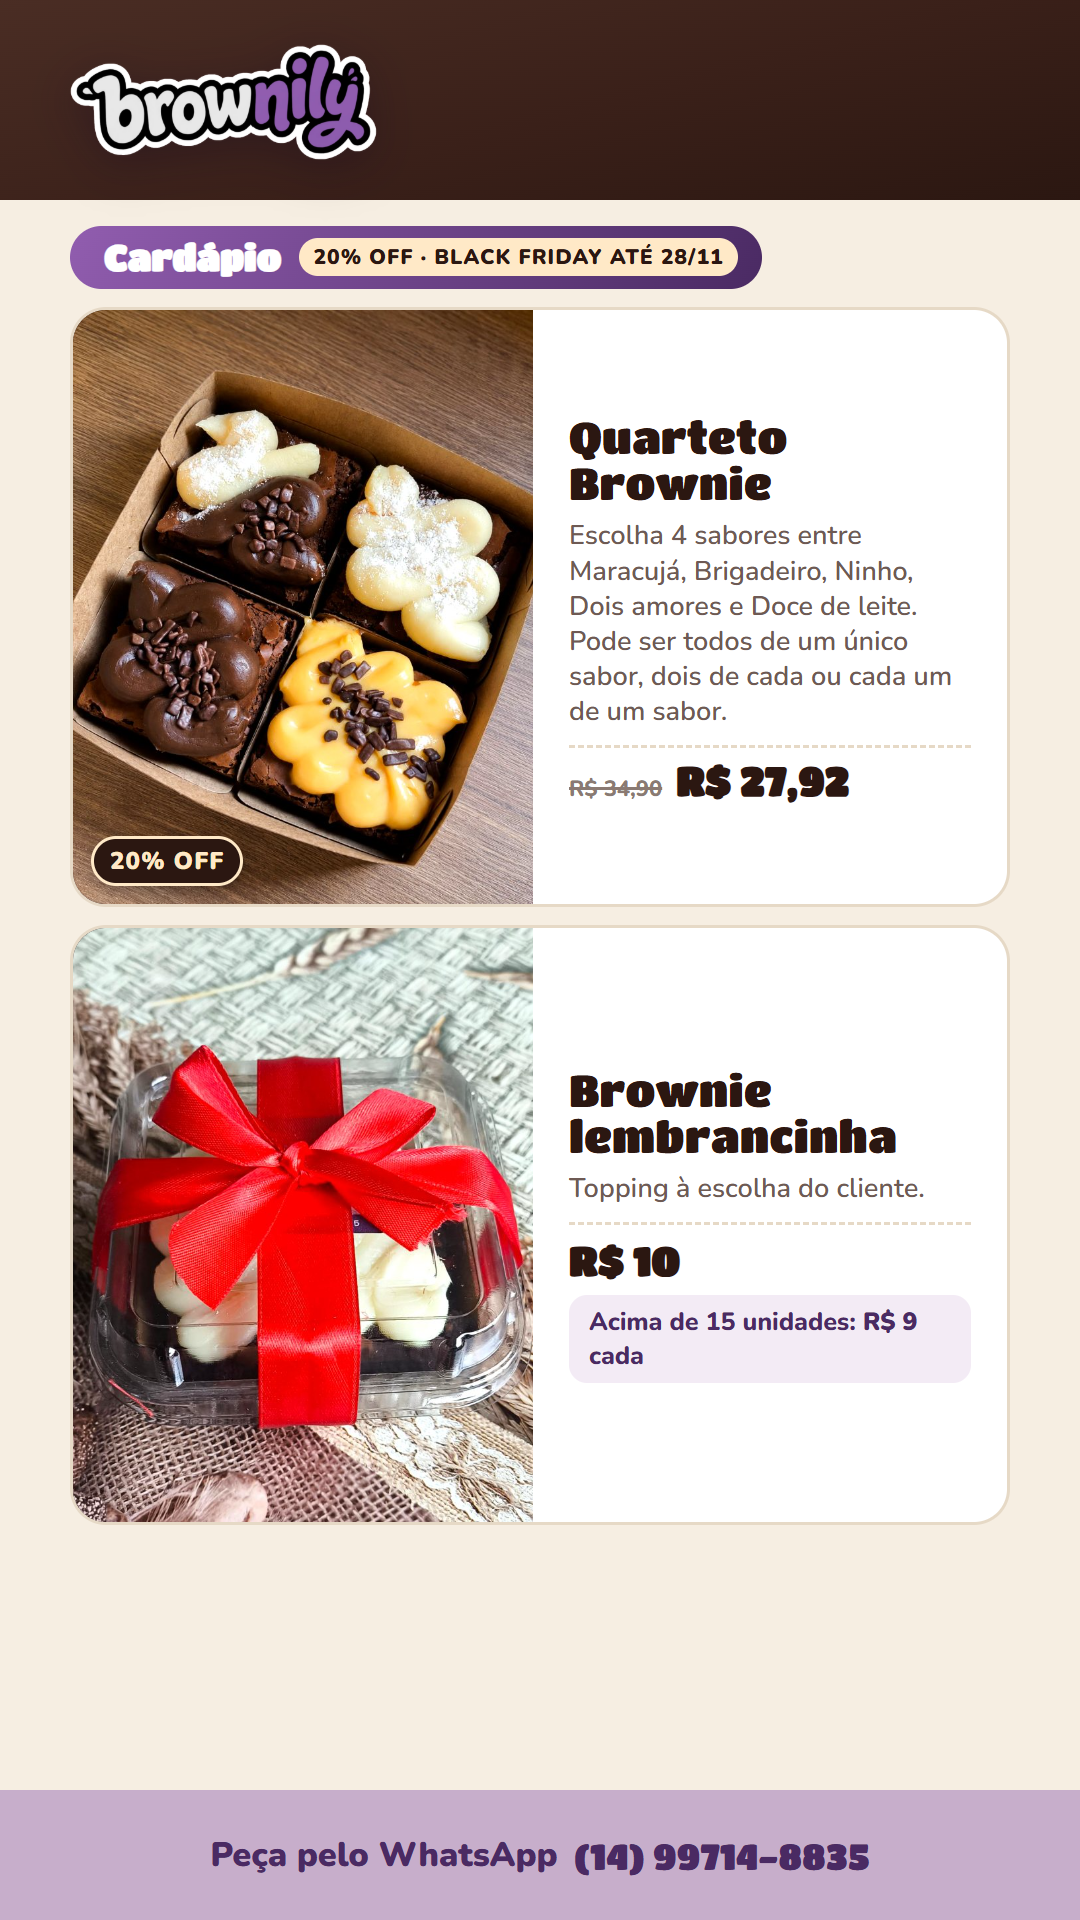 brownily
Cardápio
20% OFF · BLACK FRIDAY ATÉ 28/11
Quarteto
Brownie
Escolha 4 sabores entre
Maracujá, Brigadeiro, Ninho,
Dois amores e Doce de leite.
Pode ser todos de um único
sabor, dois de cada ou cada um
de um sabor.
R$ 34,90 R$ 27,92
20% OFF
Brownie
lembrancinha
Topping à escolha do cliente.
R$ 10
Acima de 15 unidades: R$ 9
cada
Peça pelo WhatsApp (14) 99714-8835